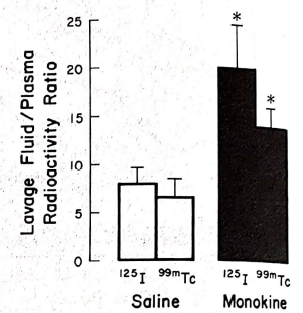 Lavage Fluid/Plasma
Radioactivity Ratio
25
20
15
10
5
0
*
*
¹²⁵I ⁹⁹ᵐTc
¹²⁵I ⁹⁹ᵐTc
Saline
Monokine